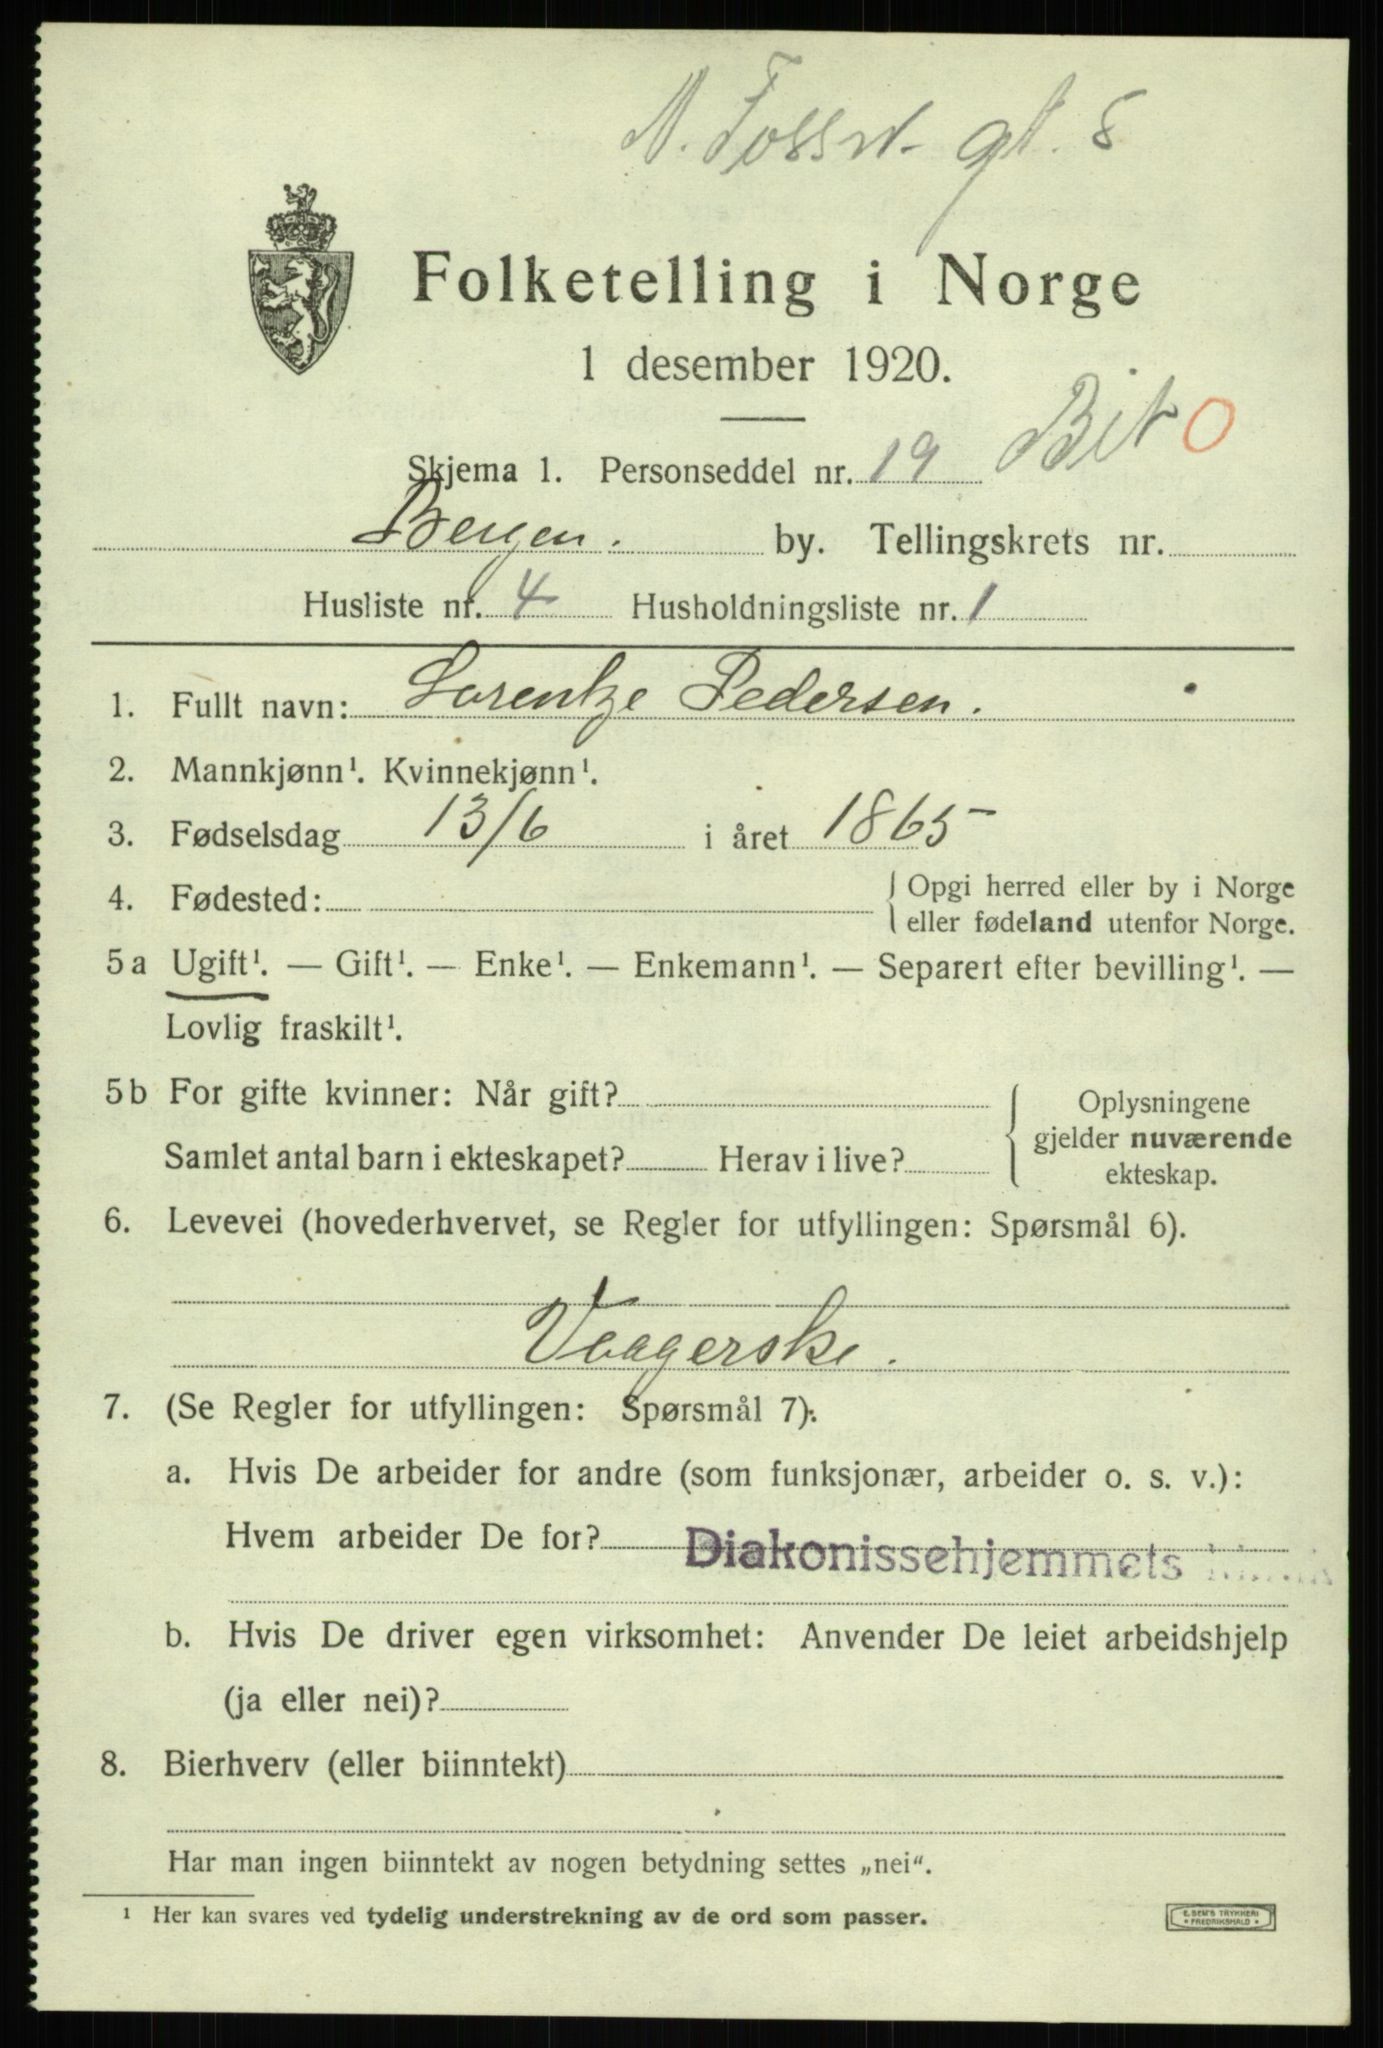 N. Fossw. gt. 8
Folketelling i Norge
1 desember 1920.
Bit O
Skjema 1. Personseddel nr. 19
Bergen. by. Tellingskrets nr.
Husliste nr. 4 Husholdningsliste nr. 1
1. Fullt navn: Lorentze Pedersen.
2. Mannkjønn¹. Kvinnekjønn¹.
3. Fødselsdag 13/6 i året 1865
4. Fødested: Opgi herred eller by i Norge
eller fødeland utenfor Norge.
5a Ugift¹. — Gift¹. — Enke¹. — Enkemann¹. — Separert efter bevilling¹. —
Lovlig fraskilt¹.
5b For gifte kvinner: Når gift?
Samlet antal barn i ekteskapet? Herav i live?
Oplysningene
gjelder nuværende
ekteskap.
6. Levevei (hovederhvervet, se Regler for utfyllingen: Spørsmål 6).
Vaagerske.
7. (Se Regler for utfyllingen: Spørsmål 7):
a. Hvis De arbeider for andre (som funksjonær, arbeider o. s. v.):
Hvem arbeider De for? Diakonissehjemmets
b. Hvis De driver egen virksomhet: Anvender De leiet arbeidshjelp
(ja eller nei)?
8. Bierhverv (eller biinntekt)
Har man ingen biinntekt av nogen betydning settes „nei“.
¹ Her kan svares ved tydelig understrekning av de ord som passer.
E. SEM'S TRYKKERI
FREDRIKSHALD